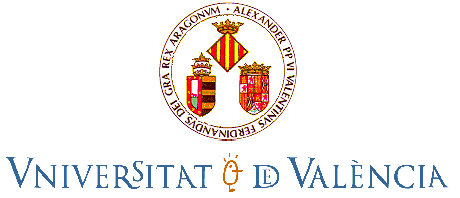 ALEXANDER PP VI VALENTINVS FERDINANDVS DEI GRA REX ARAGONVM ·
VNIVERSITAT DE VALÈNCIA